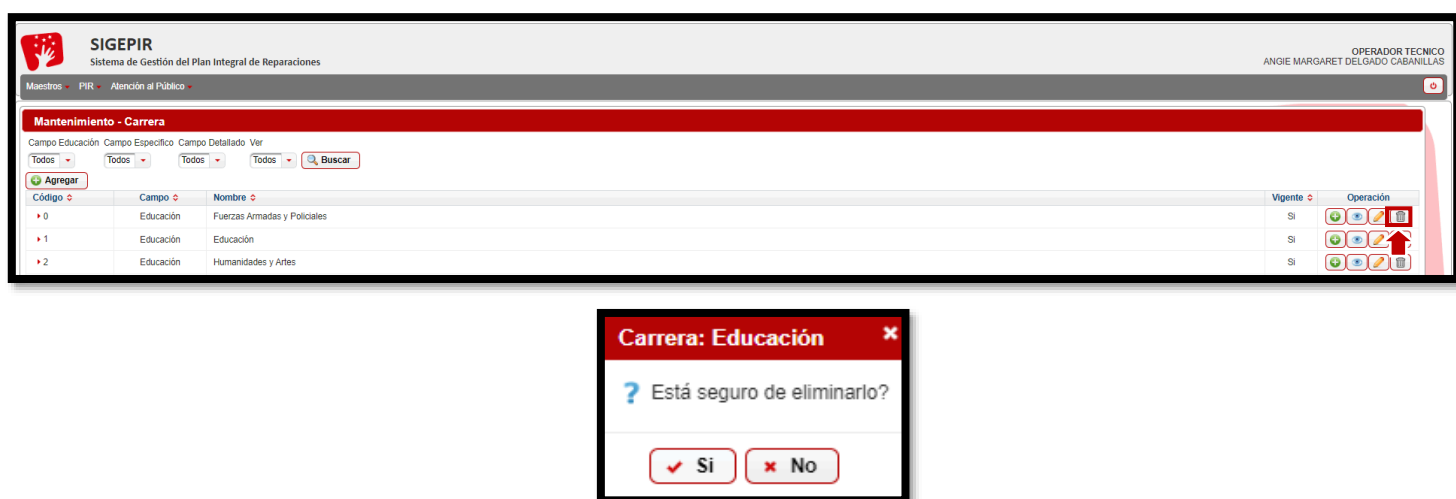 SIGEPIR
Sistema de Gestión del Plan Integral de Reparaciones
OPERADOR TECNICO
ANGIE MARGARET DELGADO CABANILLAS
Maestros PIR Atención al Público
Mantenimiento - Carrera
Campo Educación Campo Especifico Campo Detallado Ver
Todos Todos Todos Todos Buscar
Agregar
Código Campo Nombre Vigente Operación
0 Educación Fuerzas Armadas y Policiales Si
1 Educación Educación Si
2 Educación Humanidades y Artes Si
Carrera: Educación
? Está seguro de eliminarlo?
Si No